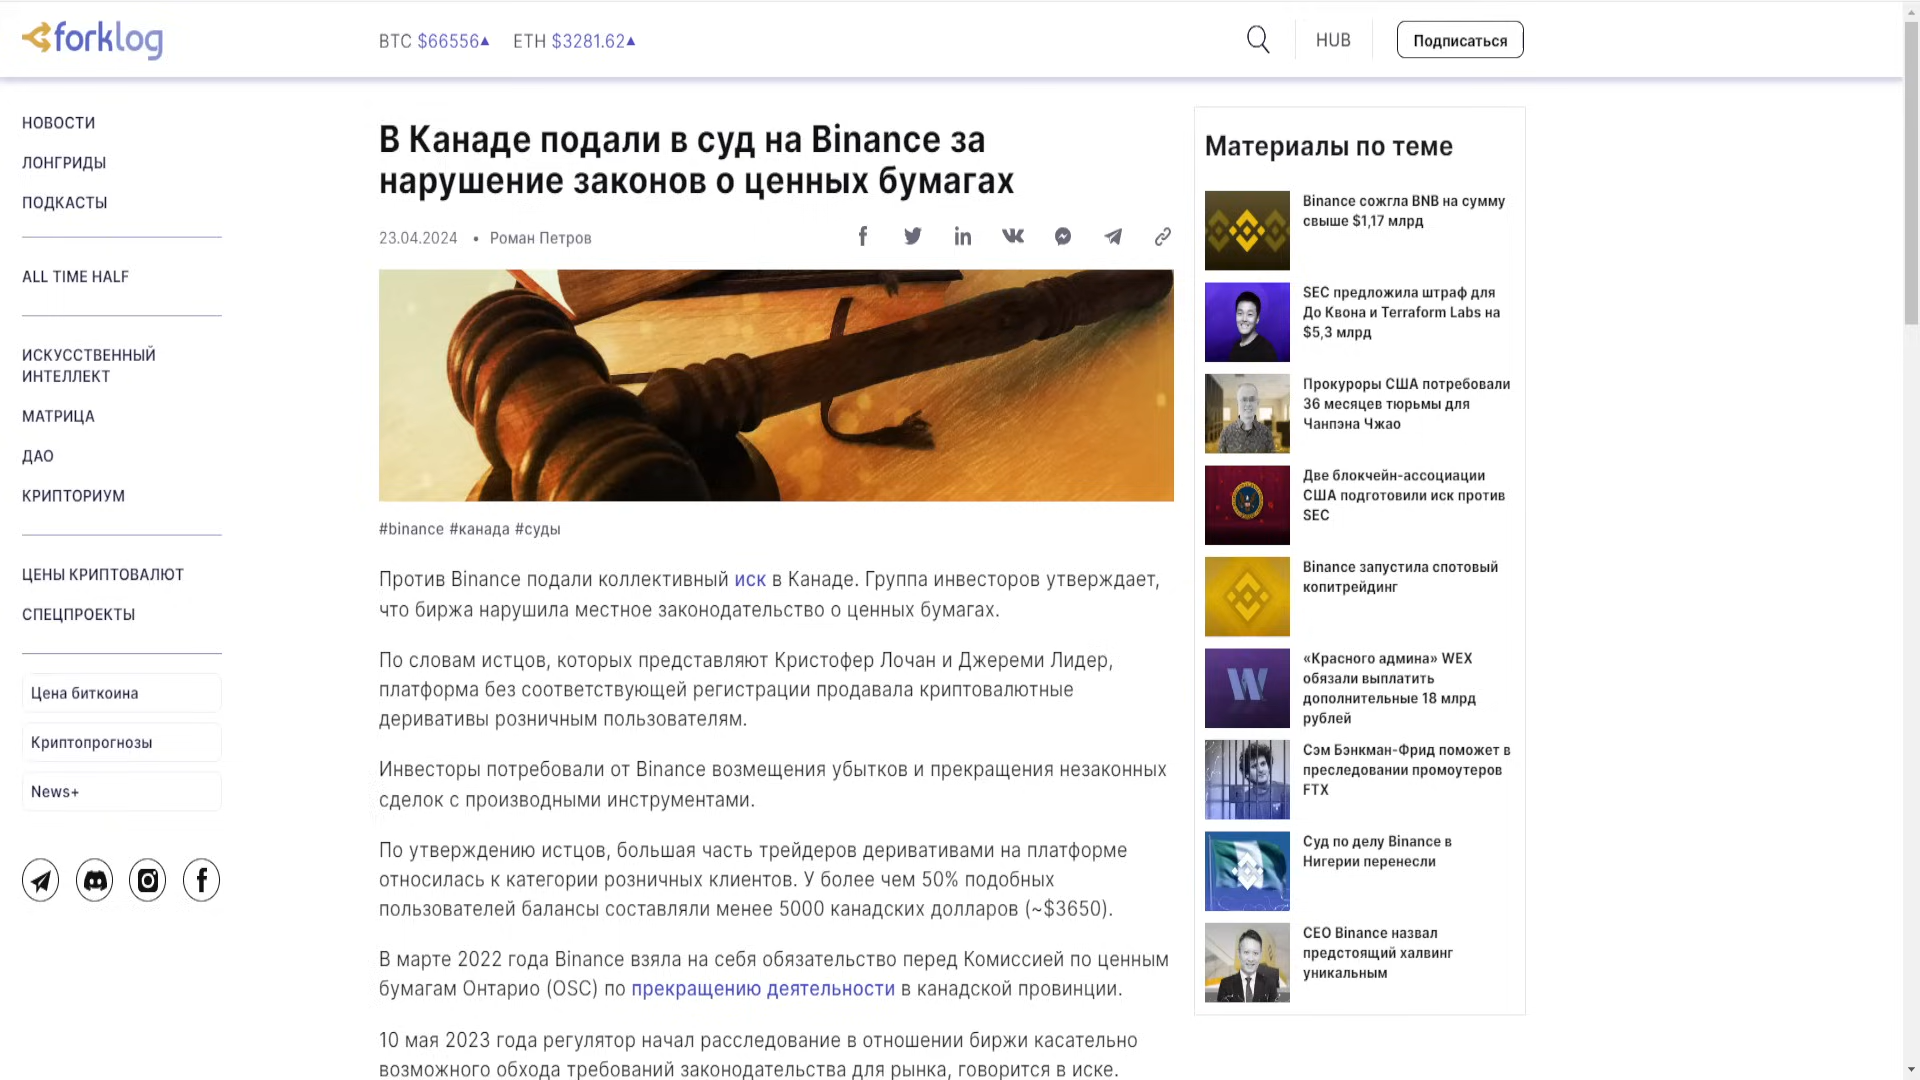 forklog
BTC $66556▲ ETH $3281.62▲
HUB
Подписаться
НОВОСТИ
ЛОНГРИДЫ
ПОДКАСТЫ
ALL TIME HALF
ИСКУССТВЕННЫЙ
ИНТЕЛЛЕКТ
МАТРИЦА
ДАО
КРИПТОРИУМ
ЦЕНЫ КРИПТОВАЛЮТ
СПЕЦПРОЕКТЫ
Цена биткоина
Криптопрогнозы
News+
В Канаде подали в суд на Binance за
нарушение законов о ценных бумагах
23.04.2024 • Роман Петров
#binance #канада #суды
Против Binance подали коллективный иск в Канаде. Группа инвесторов утверждает,
что биржа нарушила местное законодательство о ценных бумагах.
По словам истцов, которых представляют Кристофер Лочан и Джереми Лидер,
платформа без соответствующей регистрации продавала криптовалютные
деривативы розничным пользователям.
Инвесторы потребовали от Binance возмещения убытков и прекращения незаконных
сделок с производными инструментами.
По утверждению истцов, большая часть трейдеров деривативами на платформе
относилась к категории розничных клиентов. У более чем 50% подобных
пользователей балансы составляли менее 5000 канадских долларов (~$3650).
В марте 2022 года Binance взяла на себя обязательство перед Комиссией по ценным
бумагам Онтарио (OSC) по прекращению деятельности в канадской провинции.
10 мая 2023 года регулятор начал расследование в отношении биржи касательно
возможного обхода требований законодательства для рынка, говорится в иске.
Материалы по теме
Binance сожгла BNB на сумму
свыше $1,17 млрд
SEC предложила штраф для
До Квона и Terraform Labs на
$5,3 млрд
Прокуроры США потребовали
36 месяцев тюрьмы для
Чанпэна Чжао
Две блокчейн-ассоциации
США подготовили иск против
SEC
Binance запустила спотовый
копитрейдинг
«Красного админа» WEX
обязали выплатить
дополнительные 18 млрд
рублей
Сэм Бэнкман-Фрид поможет в
преследовании промоутеров
FTX
Суд по делу Binance в
Нигерии перенесли
CEO Binance назвал
предстоящий халвинг
уникальным